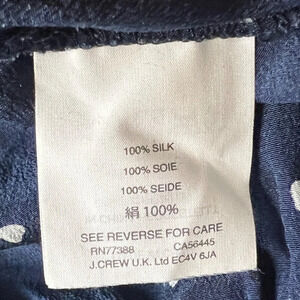 100% SILK
100% SOIE
100% SEIDE
絹 100%
SEE REVERSE FOR CARE
RN77388 CA56445
J.CREW U.K. Ltd EC4V 6JA